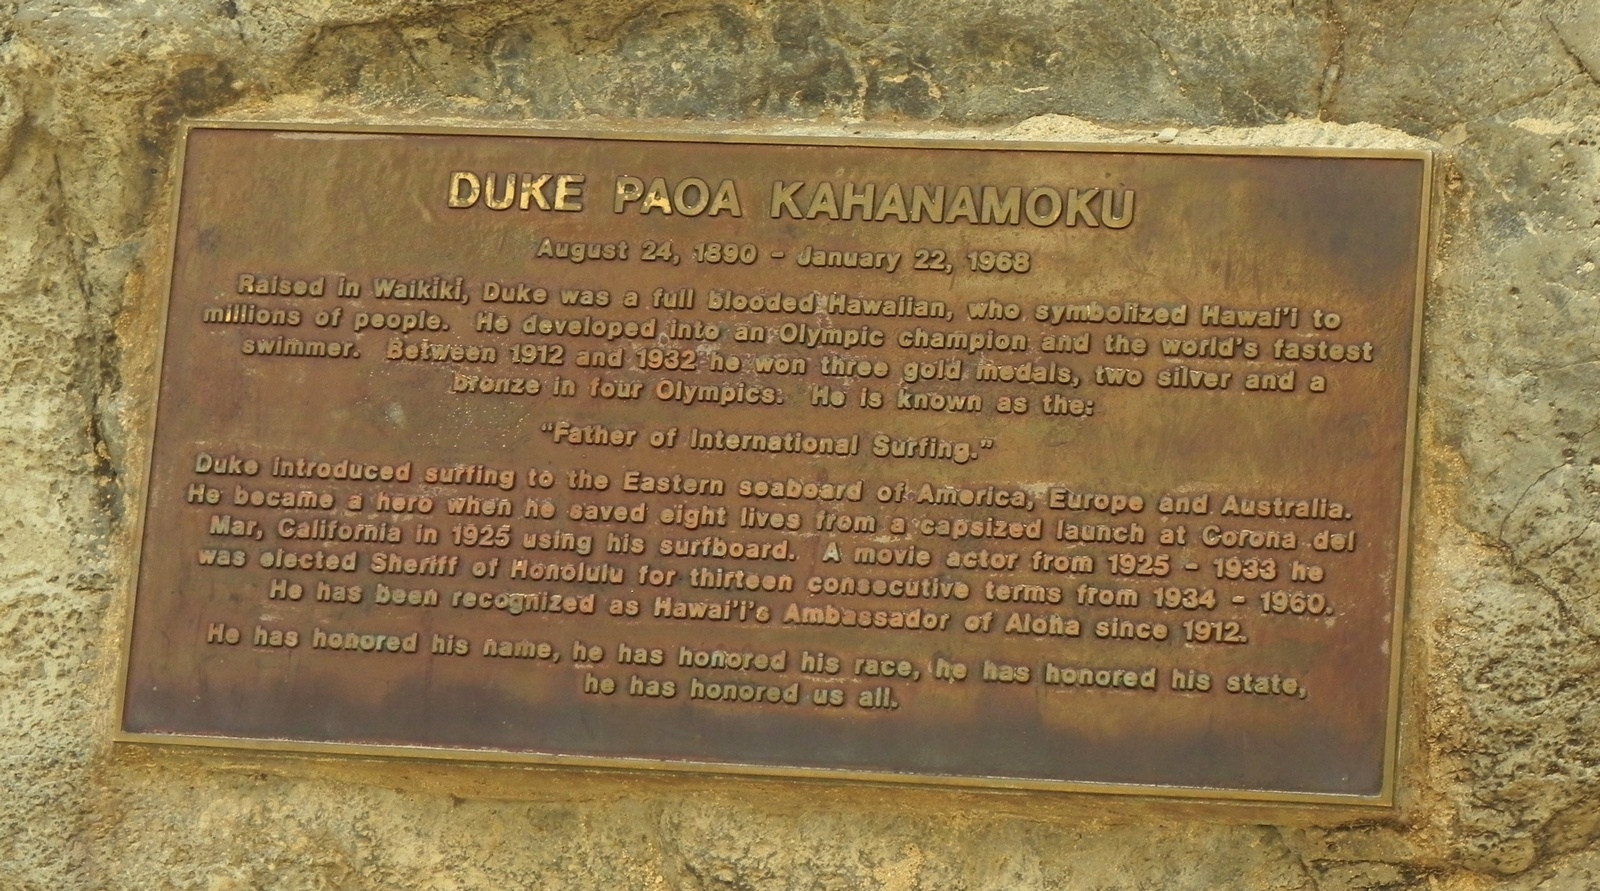 DUKE PAOA KAHANAMOKU
August 24, 1890 - January 22, 1968
Raised in Waikiki, Duke was a full blooded Hawaiian, who symbolized Hawai'i to
millions of people. He developed into an Olympic champion and the world's fastest
swimmer. Between 1912 and 1932 he won three gold medals, two silver and a
bronze in four Olympics. He is known as the:
"Father of International Surfing."
Duke introduced surfing to the Eastern seaboard of America, Europe and Australia.
He became a hero when he saved eight lives from a capsized launch at Corona del
Mar, California in 1925 using his surfboard. A movie actor from 1925 - 1933 he
was elected Sheriff of Honolulu for thirteen consecutive terms from 1934 - 1960.
He has been recognized as Hawai'i's Ambassador of Aloha since 1912.
He has honored his name, he has honored his race, he has honored his state,
he has honored us all.